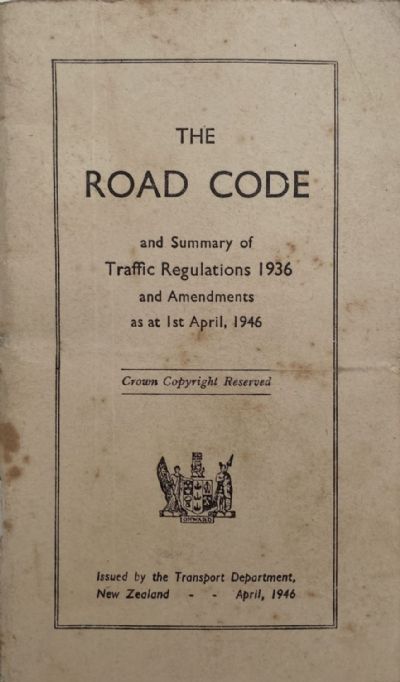 THE
ROAD CODE
and Summary of
Traffic Regulations 1936
and Amendments
as at 1st April, 1946
Crown Copyright Reserved
ONWARD
Issued by the Transport Department,
New Zealand - - April, 1946